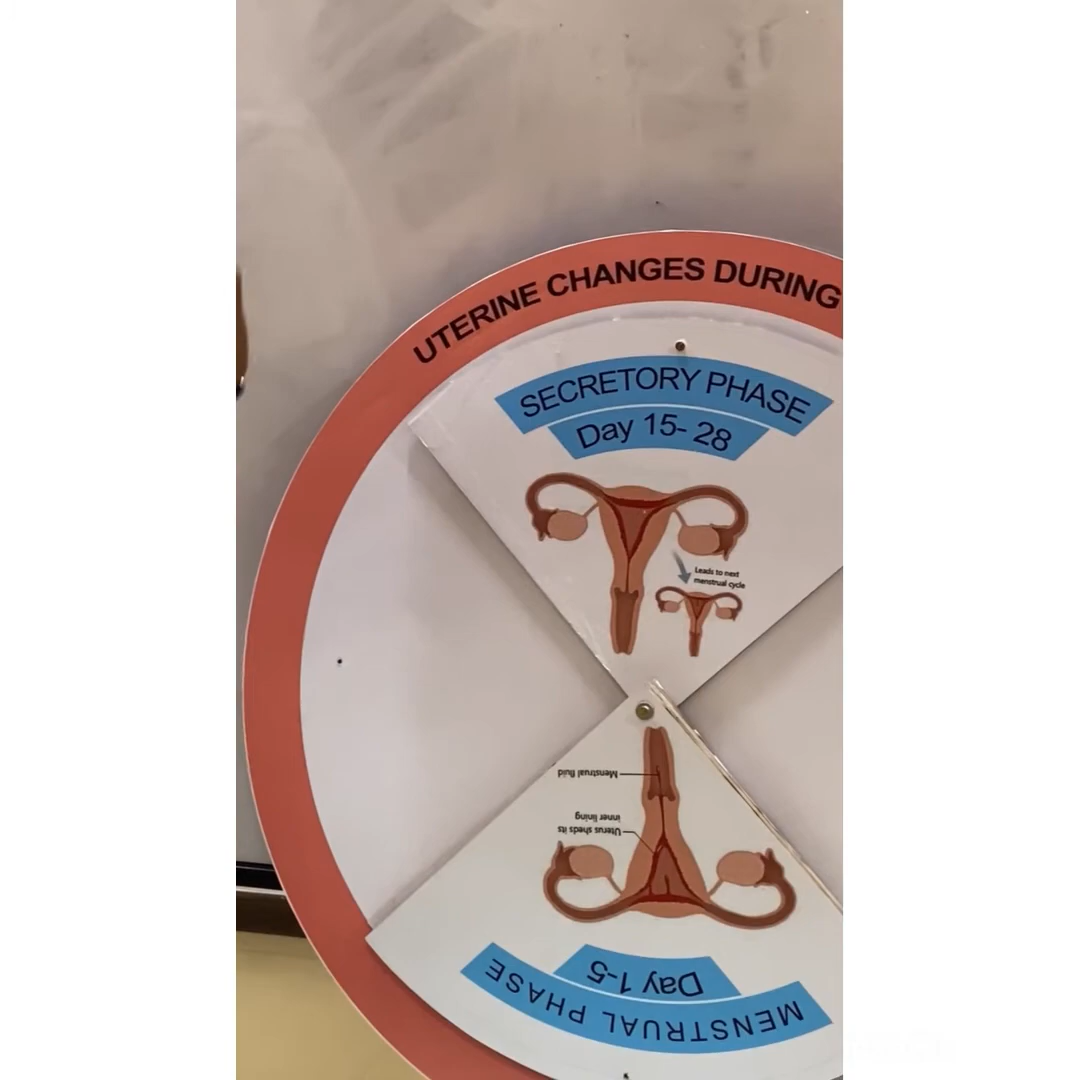 UTERINE CHANGES DURING
SECRETORY PHASE
Day 15- 28
Leads to next
menstrual cycle
Menstrual fluid
Uterus sheds its
inner lining
Day 1-5
MENSTRUAL PHASE